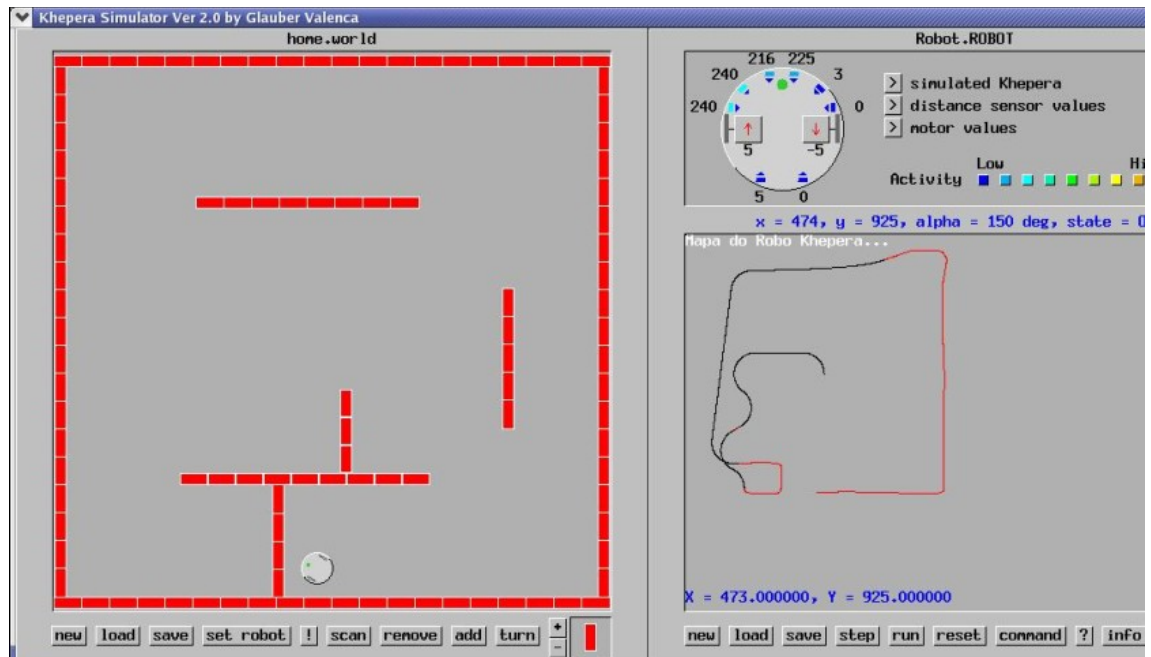 Khepera Simulator Ver 2.0 by Glauber Valenca
home.world
Robot.ROBOT
216 225
240 3
240 0
5 -5
5 0
> simulated Khepera
> distance sensor values
> motor values
Low Hi
Activity
x = 474, y = 925, alpha = 150 deg, state = 0
Mapa do Robo Khepera...
X = 473.000000, Y = 925.000000
new load save set robot ! scan remove add turn + -
new load save step run reset command ? info